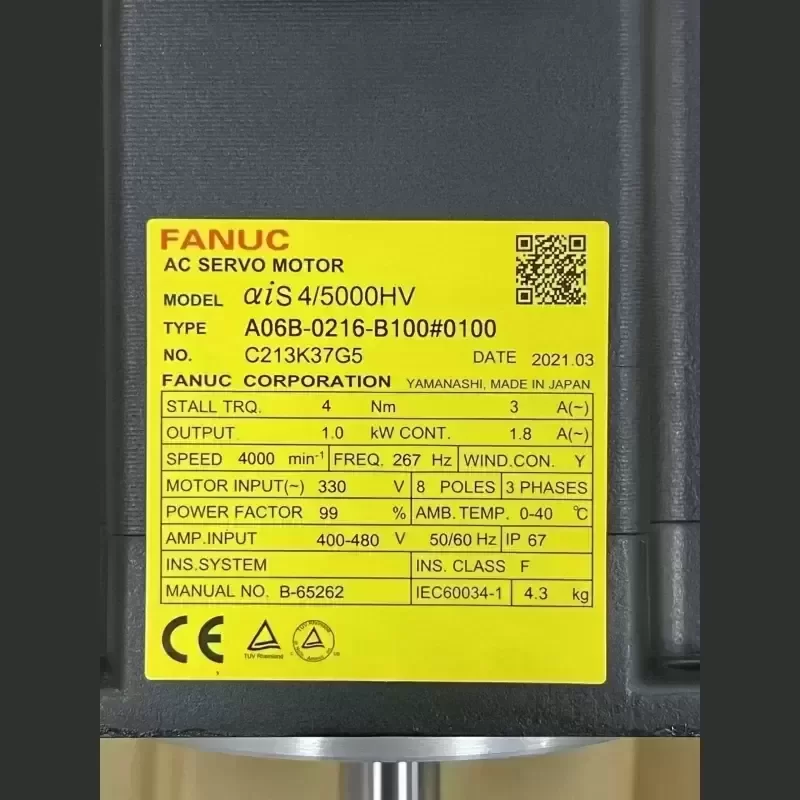 FANUC
AC SERVO MOTOR
MODEL αiS 4/5000HV
TYPE A06B-0216-B100#0100
NO. C213K37G5 DATE 2021.03
FANUC CORPORATION YAMANASHI, MADE IN JAPAN
STALL TRQ. 4 Nm 3 A(~)
OUTPUT 1.0 kW CONT. 1.8 A(~)
SPEED 4000 min-1 FREQ. 267 Hz WIND.CON. Y
MOTOR INPUT(~) 330 V 8 POLES 3 PHASES
POWER FACTOR 99 % AMB.TEMP. 0-40 ℃
AMP.INPUT 400-480 V 50/60 Hz IP 67
INS.SYSTEM INS. CLASS F
MANUAL NO. B-65262 IEC60034-1 4.3 kg
CE
TUV Rheinland